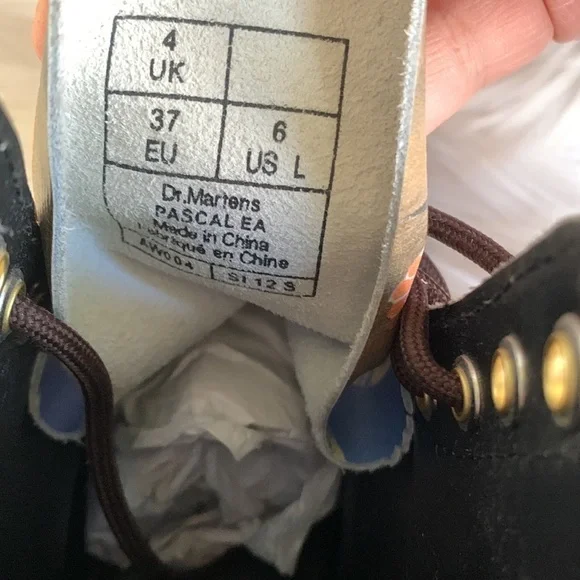 4
UK
37
EU
6
US L
Dr.Martens
PASCAL EA
Made in China
Fabriqué en Chine
AW004
SI 12 S